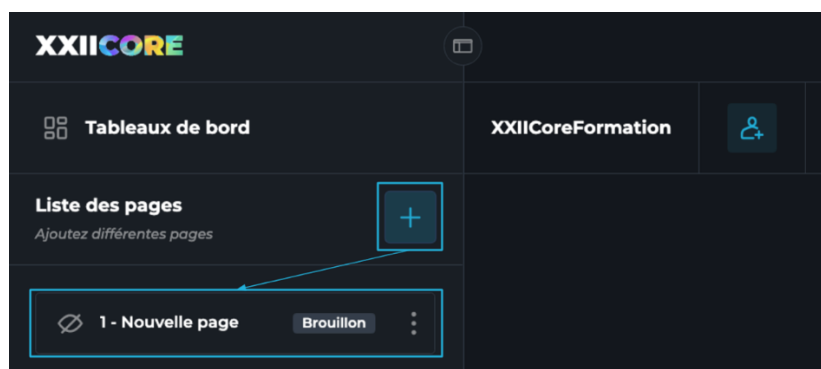 XXIICORE
Tableaux de bord
XXIICoreFormation
Liste des pages
Ajoutez différentes pages
1 - Nouvelle page
Brouillon